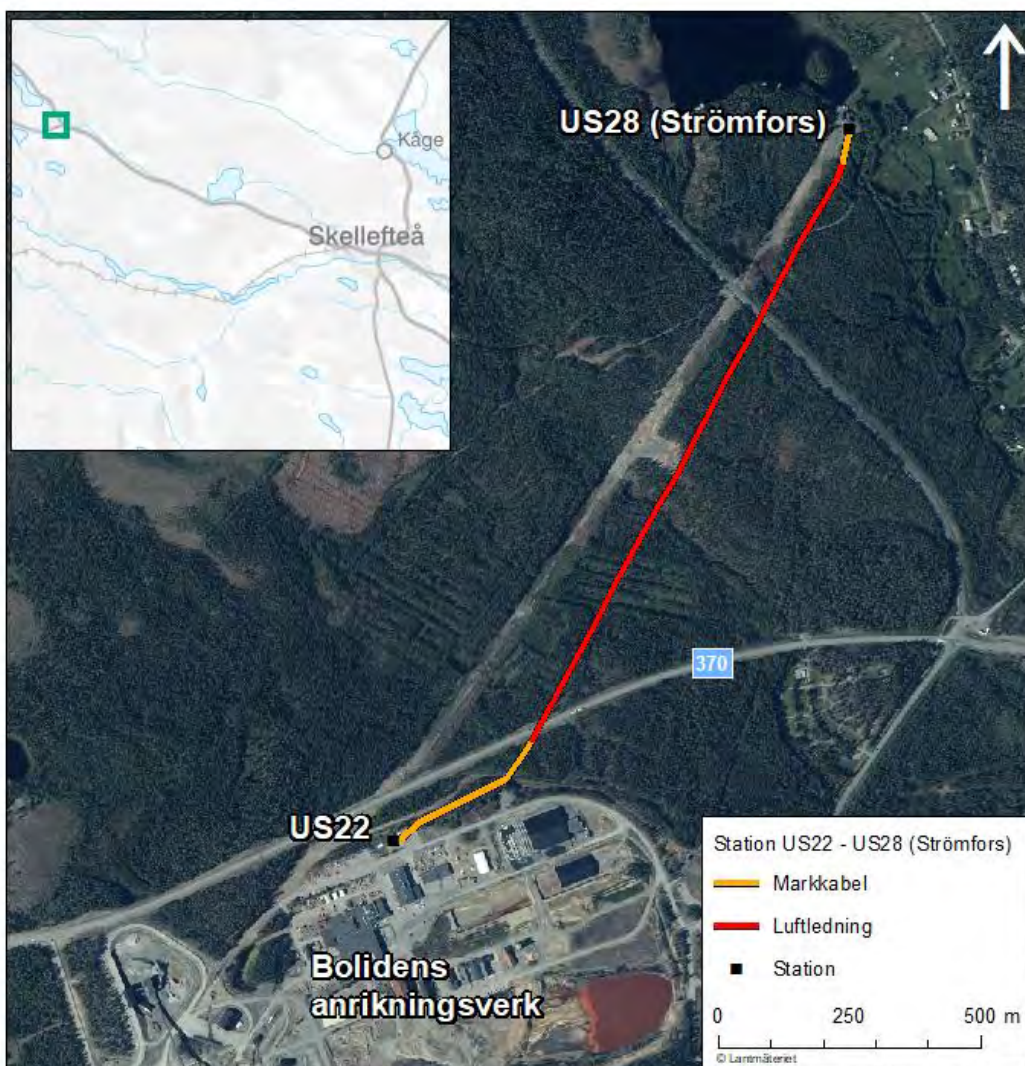 Kåge
Skellefteå
US28 (Strömfors)
370
US22
Bolidens
anrikningsverk
Station US22 - US28 (Strömfors)
Markkabel
Luftledning
Station
0 250 500 m
© Lantmäteriet